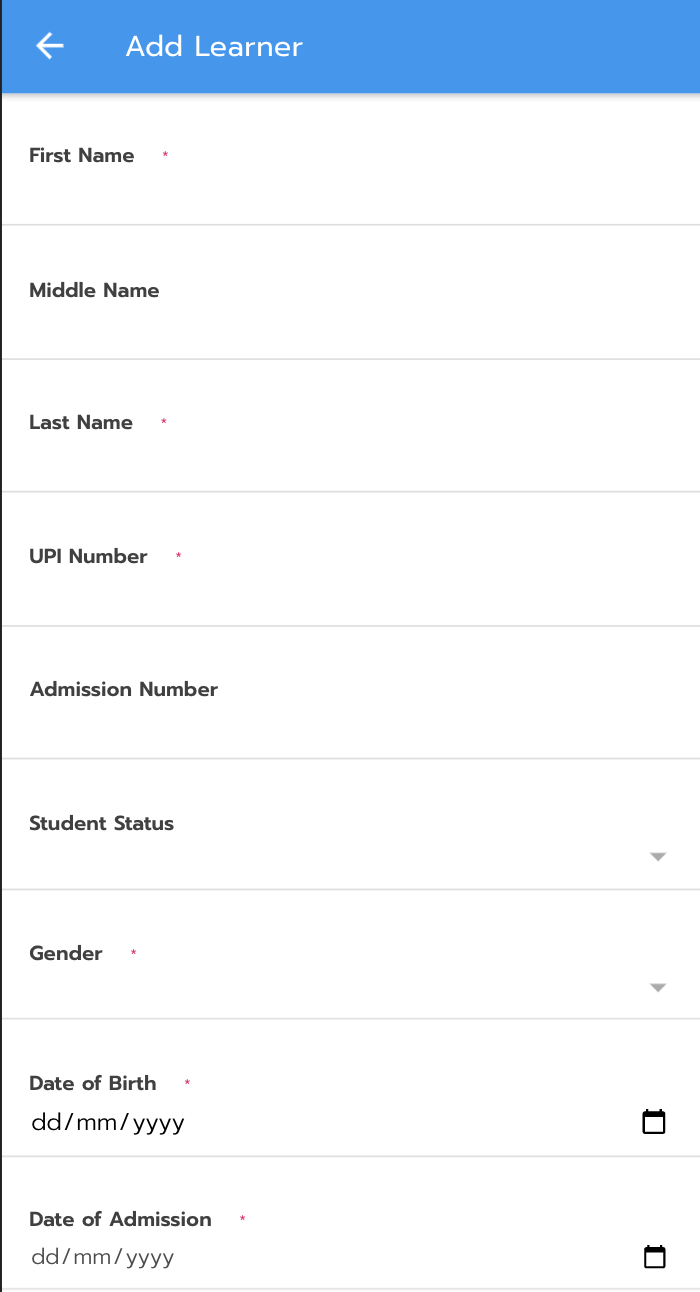 Add Learner
First Name *
Middle Name
Last Name *
UPI Number *
Admission Number
Student Status
Gender *
Date of Birth *
dd/mm/yyyy
Date of Admission *
dd/mm/yyyy